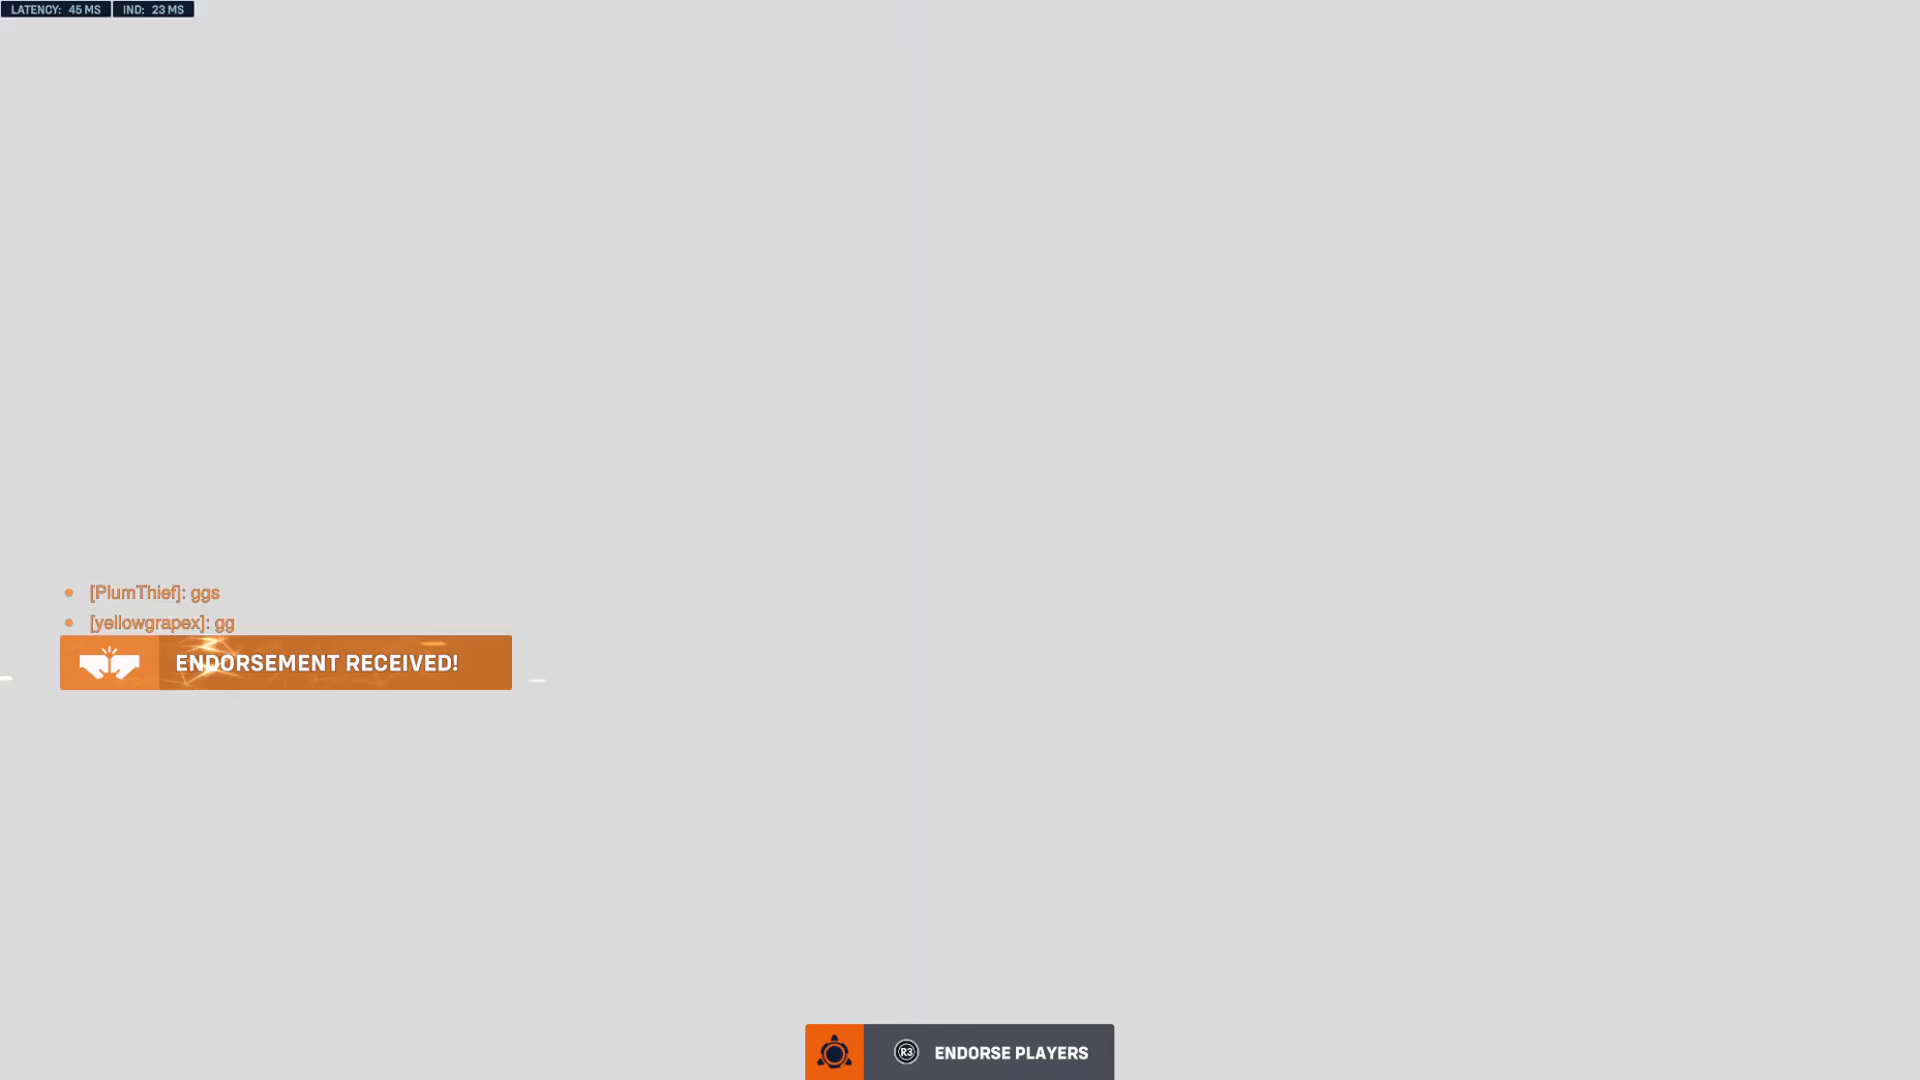 LATENCY: 45 MS IND: 23 MS
[PlumThief]: ggs
[yellowgrapex]: gg
ENDORSEMENT RECEIVED!
R3 ENDORSE PLAYERS